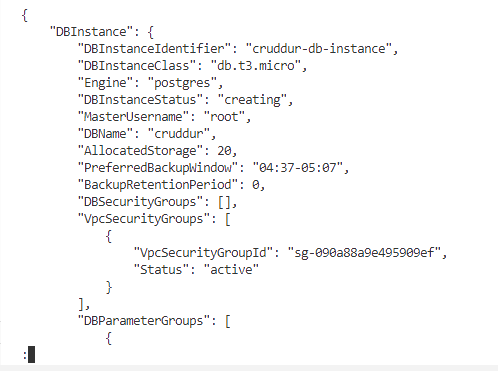 {
"DBInstance": {
"DBInstanceIdentifier": "cruddur-db-instance",
"DBInstanceClass": "db.t3.micro",
"Engine": "postgres",
"DBInstanceStatus": "creating",
"MasterUsername": "root",
"DBName": "cruddur",
"AllocatedStorage": 20,
"PreferredBackupWindow": "04:37-05:07",
"BackupRetentionPeriod": 0,
"DBSecurityGroups": [],
"VpcSecurityGroups": [
{
"VpcSecurityGroupId": "sg-090a88a9e495909ef",
"Status": "active"
}
],
"DBParameterGroups": [
{
: